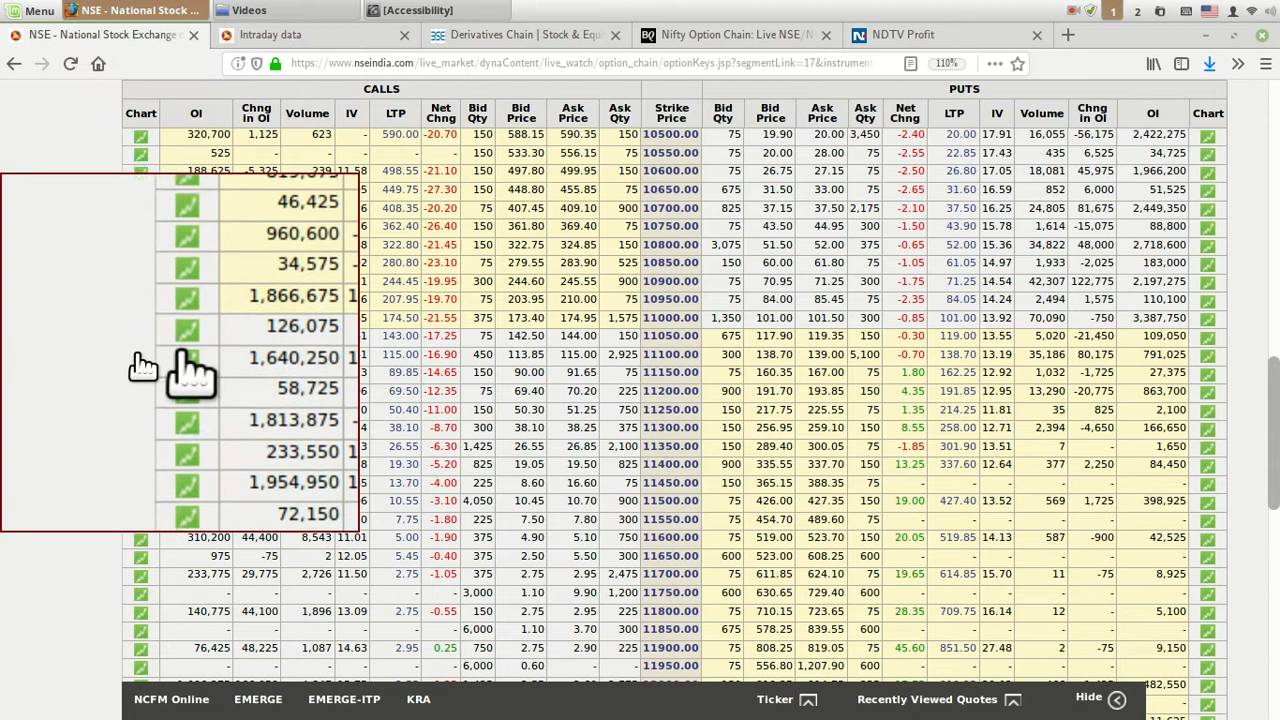 Menu NSE - National Stock ... Videos [Accessibility] 1 2
NSE - National Stock Exchange Intraday data Derivatives Chain | Stock & Equ Nifty Option Chain: Live NSE/N NDTV Profit
https://www.nseindia.com/live_market/dynaContent/live_watch/option_chain/optionKeys.jsp?segmentLink=17&instrument 110%
CALLS PUTS
Chart OI Chng in OI Volume IV LTP Net Chng Bid Qty Bid Price Ask Price Ask Qty Strike Price Bid Qty Bid Price Ask Price Ask Qty Net Chng LTP IV Volume Chng in OI OI Chart
320,700 1,125 623 - 590.00 -20.70 150 588.15 590.35 150 10500.00 75 19.90 20.00 3,450 -2.40 20.00 17.91 16,055 -56,175 2,422,275
525 - - - - - 150 533.30 556.15 75 10550.00 75 20.00 28.00 75 -2.55 22.85 17.43 435 6,525 34,725
188,625 -5,325 239 11.58 498.55 -21.10 150 497.80 499.95 150 10600.00 75 26.75 27.15 75 -2.50 26.80 17.05 18,081 45,975 1,966,200
449.75 -27.30 150 448.80 455.85 75 10650.00 675 31.50 33.00 75 -2.65 31.60 16.59 852 6,000 51,525
46,425 6 408.35 -20.20 75 407.45 409.10 900 10700.00 825 37.15 37.50 2,175 -2.10 37.50 16.25 24,805 81,675 2,449,350
362.40 -26.40 150 361.80 369.40 75 10750.00 75 43.50 44.95 300 -1.50 43.90 15.78 1,614 -15,075 88,800
960,600 - 8 322.80 -21.45 150 322.75 324.85 150 10800.00 3,075 51.50 52.00 375 -0.65 52.00 15.36 34,822 48,000 2,718,600
34,575 280.80 -23.10 75 279.55 283.90 525 10850.00 150 60.00 61.80 150 -1.05 61.05 14.97 1,933 -2,025 183,000
244.45 -19.95 300 244.60 245.55 900 10900.00 75 70.95 71.25 300 -1.05 71.00 14.54 42,307 122,775 2,197,275
1,866,675 1 6 207.95 -19.70 75 203.95 210.00 75 10950.00 75 84.00 85.45 75 -2.35 84.05 14.24 2,494 1,575 110,100
126,075 5 174.50 -21.55 375 173.40 174.95 1,575 11000.00 1,350 101.00 101.50 300 -0.85 101.00 13.92 70,090 -750 3,387,750
143.00 -17.25 75 142.50 144.00 150 11050.00 675 117.90 119.35 150 -0.30 119.00 13.55 5,020 -21,450 109,050
1,640,250 1 1 115.00 -16.90 450 113.85 115.00 2,925 11100.00 300 138.70 139.00 5,100 -0.70 138.70 13.19 35,186 80,175 791,025
89.85 -14.65 150 90.00 91.65 75 11150.00 75 160.35 167.00 75 1.80 162.25 12.92 1,032 -1,725 27,375
58,725 69.50 -12.35 75 69.40 70.20 225 11200.00 900 191.70 193.70 75 4.35 191.85 12.92 13,290 -20,775 863,700
1,813,875 - 50.40 -11.00 150 50.30 51.25 750 11250.00 150 217.75 225.55 75 1.35 214.25 11.81 35 825 2,100
38.10 -8.70 300 38.10 38.25 375 11300.00 150 256.95 259.10 150 8.55 258.00 12.71 2,394 -4,650 166,650
233,550 1 3 26.55 -6.30 1,425 26.55 26.85 2,100 11350.00 150 289.40 300.05 150 -1.85 301.90 13.51 7 - 1,650
8 19.30 -5.20 825 19.05 19.50 825 11400.00 900 335.55 337.70 150 13.25 337.60 12.64 377 2,250 84,450
1,954,950 1 13.70 -4.00 225 8.60 16.60 75 11450.00 150 365.15 388.35 75 - - - - - -
10.55 -3.10 4,050 10.45 10.70 900 11500.00 75 426.00 427.35 150 19.00 427.40 13.52 569 1,725 398,925
72,150 0 7.75 -1.80 225 7.50 7.80 300 11550.00 75 454.70 489.60 75 - - - - - -
310,200 44,400 8,543 11.01 5.00 -1.90 375 4.90 5.10 750 11600.00 75 519.00 523.70 150 20.05 519.85 14.13 587 -900 42,525
975 -75 2 12.05 5.45 -0.40 375 2.50 5.50 300 11650.00 600 523.00 608.25 600 - - - - - -
233,775 29,775 2,726 11.50 2.75 -1.05 375 2.75 2.95 2,475 11700.00 75 611.85 624.10 75 19.65 614.85 15.70 11 -75 8,925
- - - - - - 3,000 1.10 9.90 1,200 11750.00 600 630.65 729.40 600 - - - - - -
140,775 44,100 1,896 13.09 2.75 -0.55 150 2.75 2.95 225 11800.00 75 710.15 723.65 75 28.35 709.75 16.14 12 - 5,100
- - - - - - 6,000 1.10 3.70 300 11850.00 675 578.25 839.55 600 - - - - - -
76,425 48,225 1,087 14.63 2.95 0.25 750 2.75 2.90 225 11900.00 75 808.25 819.05 75 45.60 851.50 27.48 2 -75 9,150
- - - - - - 6,000 0.60 - - 11950.00 75 556.80 1,207.90 600 - - - - - -
482,550
NCFM Online EMERGE EMERGE-ITP KRA Ticker Recently Viewed Quotes Hide